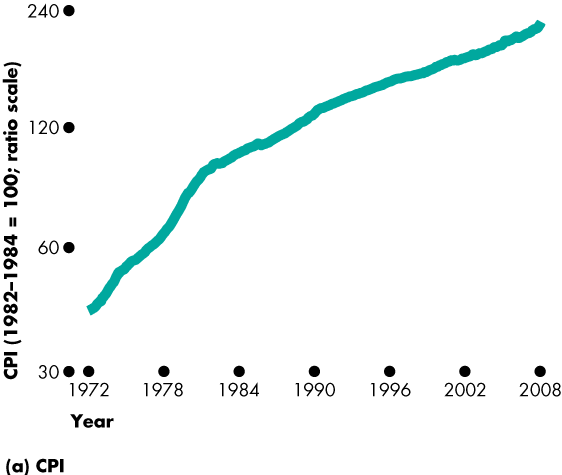 240
120
60
30
CPI (1982–1984 = 100; ratio scale)
1972 1978 1984 1990 1996 2002 2008
Year
(a) CPI